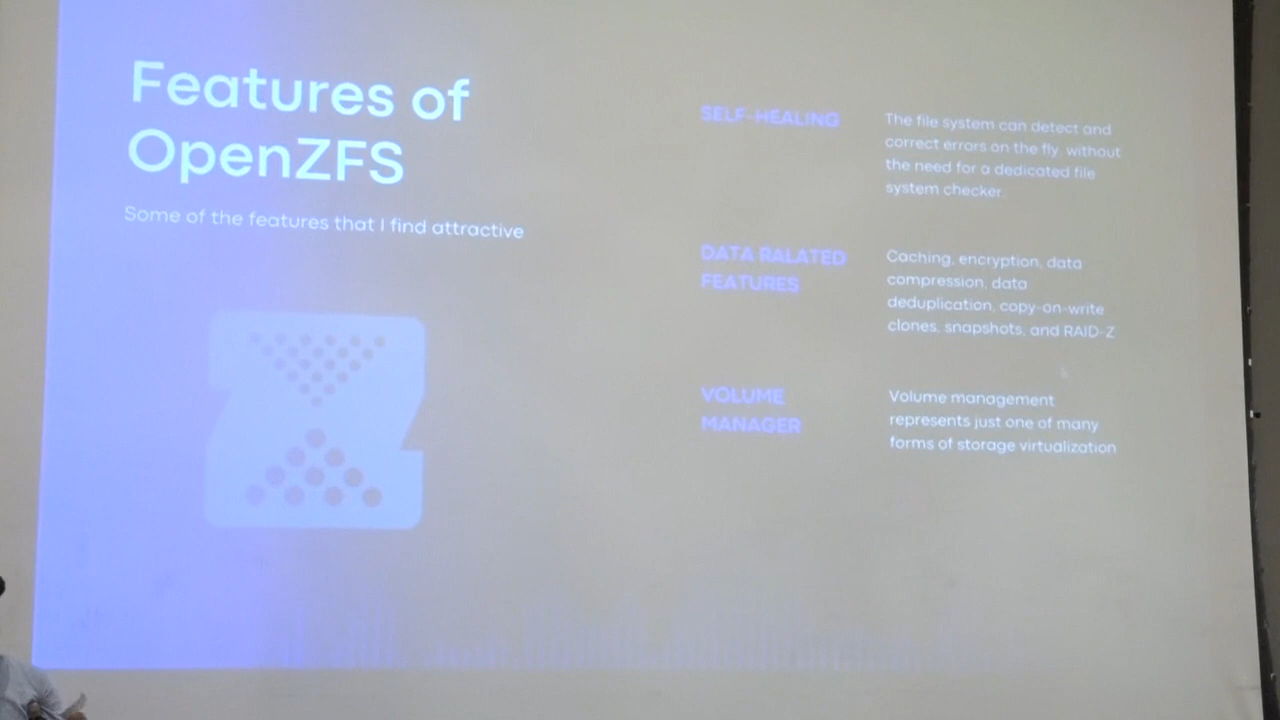 Features of
OpenZFS
Some of the features that I find attractive
SELF-HEALING
The file system can detect and
correct errors on the fly, without
the need for a dedicated file
system checker.
DATA RALATED
FEATURES
Caching, encryption, data
compression, data
deduplication, copy-on-write
clones, snapshots, and RAID-Z
VOLUME
MANAGER
Volume management
represents just one of many
forms of storage virtualization